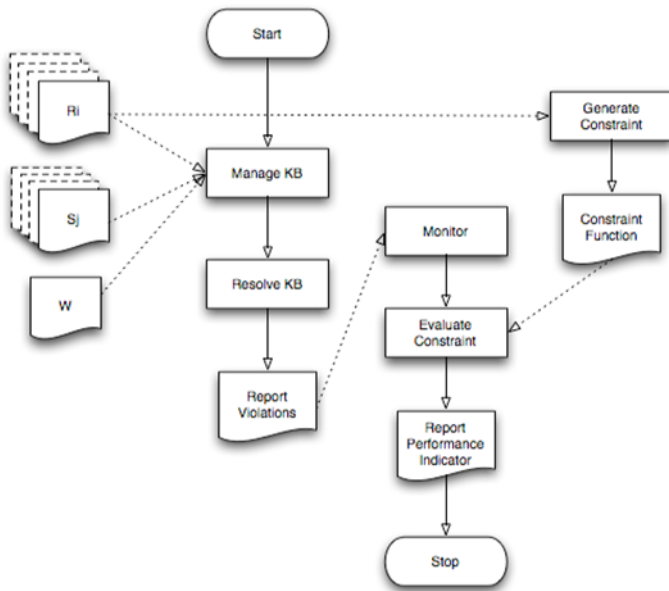 Start
Ri
Generate
Constraint
Manage KB
Sj
Monitor
Constraint
Function
Resolve KB
W
Evaluate
Constraint
Report
Violations
Report
Performance
Indicator
Stop